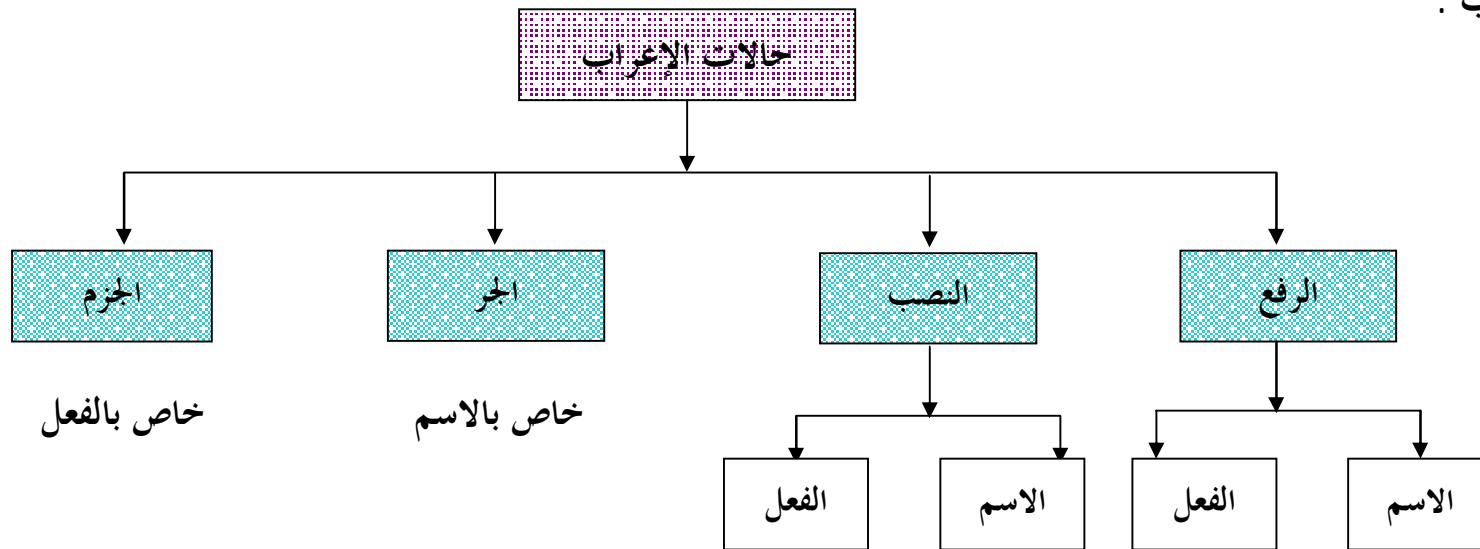 حالات الإعراب
الرفع
النصب
الجر
الجزم
خاص بالاسم
خاص بالفعل
الاسم
الفعل
الاسم
الفعل